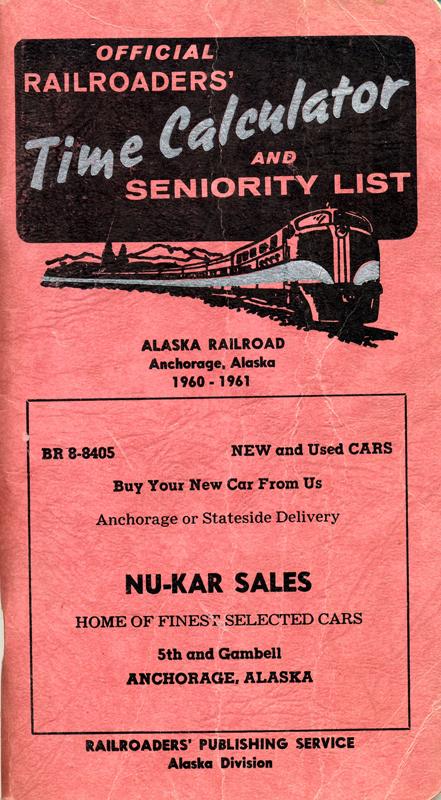 OFFICIAL
RAILROADERS'
Time Calculator
AND
SENIORITY LIST
ALASKA RAILROAD
Anchorage, Alaska
1960 - 1961
BR 8-8405 NEW and Used CARS
Buy Your New Car From Us
Anchorage or Stateside Delivery
NU-KAR SALES
HOME OF FINEST SELECTED CARS
5th and Gambell
ANCHORAGE, ALASKA
RAILROADERS' PUBLISHING SERVICE
Alaska Division